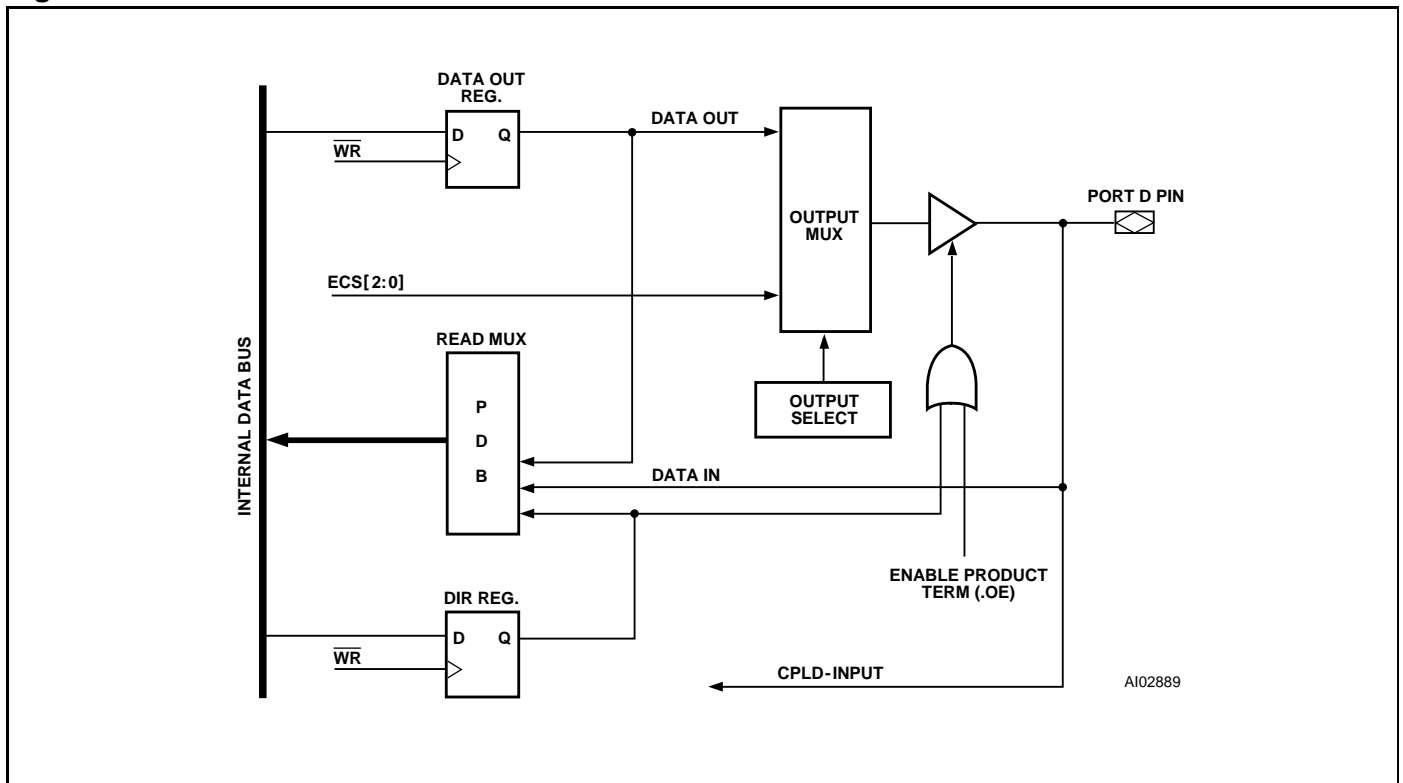 DATA OUT
REG.
DATA OUT
D Q
WR
OUTPUT
MUX
PORT D PIN
ECS[2:0]
READ MUX
P
D
B
OUTPUT
SELECT
INTERNAL DATA BUS
DATA IN
ENABLE PRODUCT
TERM (.OE)
DIR REG.
D Q
WR
CPLD-INPUT
AI02889